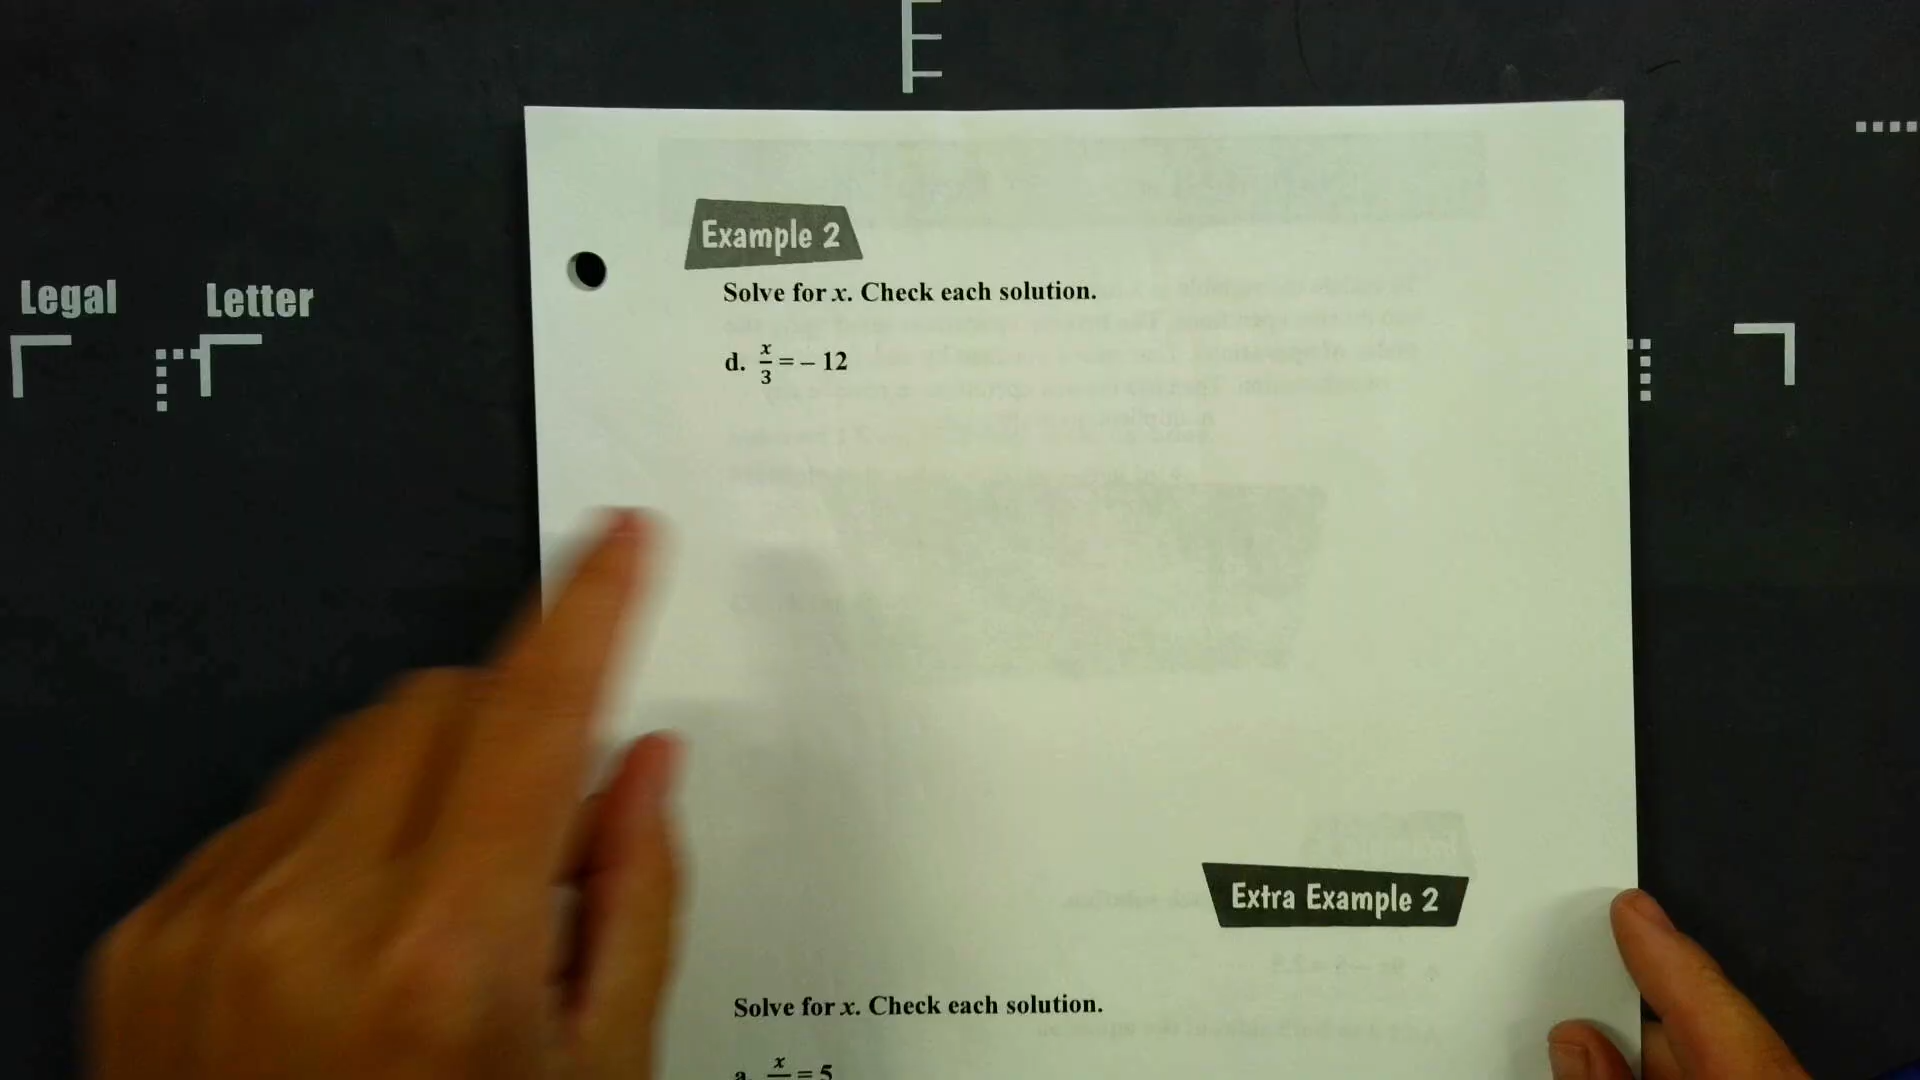 Legal
Letter
Example 2
Solve for x. Check each solution.
d. x/3 = – 12
Extra Example 2
Solve for x. Check each solution.
a. x = 5